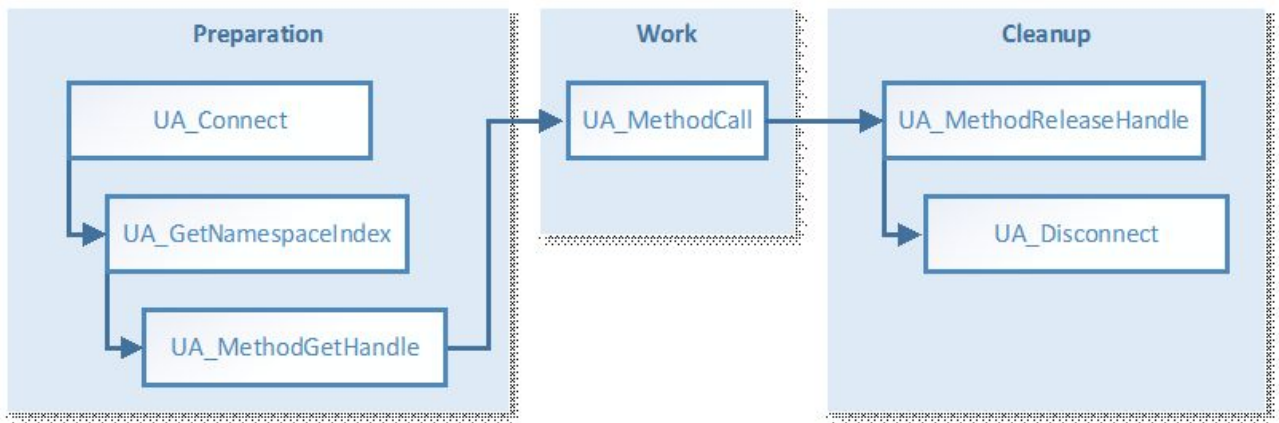 Preparation
UA_Connect
UA_GetNamespaceIndex
UA_MethodGetHandle
Work
UA_MethodCall
Cleanup
UA_MethodReleaseHandle
UA_Disconnect